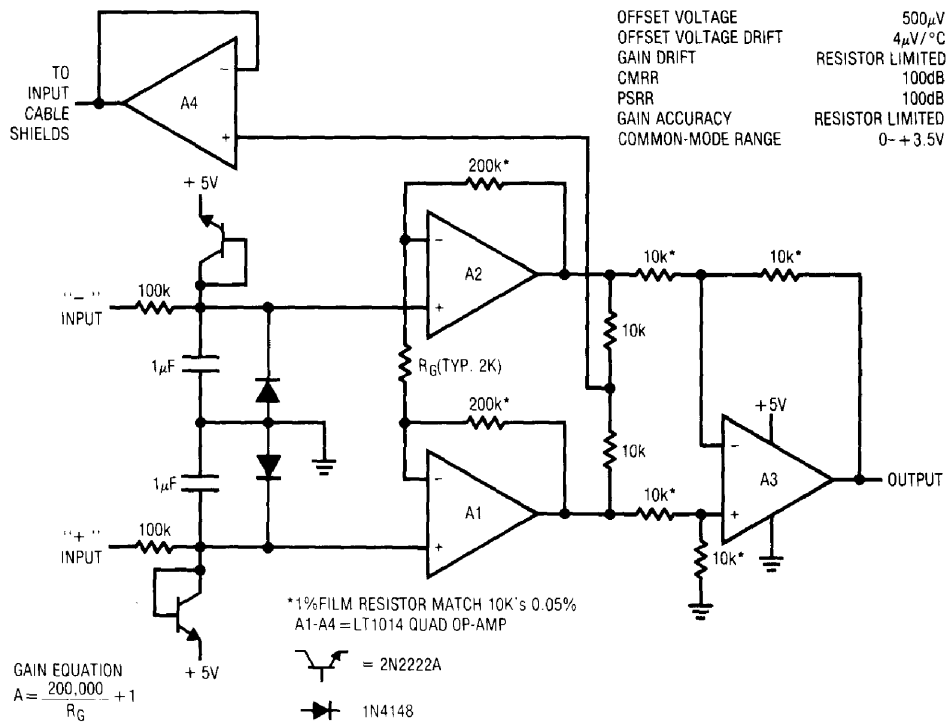 OFFSET VOLTAGE 500µV
OFFSET VOLTAGE DRIFT 4µV/°C
GAIN DRIFT RESISTOR LIMITED
CMRR 100dB
PSRR 100dB
GAIN ACCURACY RESISTOR LIMITED
COMMON-MODE RANGE 0-+3.5V
TO
INPUT
CABLE
SHIELDS
−
A4
+
+5V
200k*
−
A2
+
10k*
10k*
"−"
INPUT
100k
1µF
RG(TYP. 2K)
10k
200k*
10k
+5V
−
A3
+
OUTPUT
1µF
−
A1
+
10k*
"+"
INPUT
100k
10k*
+5V
*1%FILM RESISTOR MATCH 10K's 0.05%
A1-A4=LT1014 QUAD OP-AMP
= 2N2222A
1N4148
GAIN EQUATION
A= 200,000 +1
RG